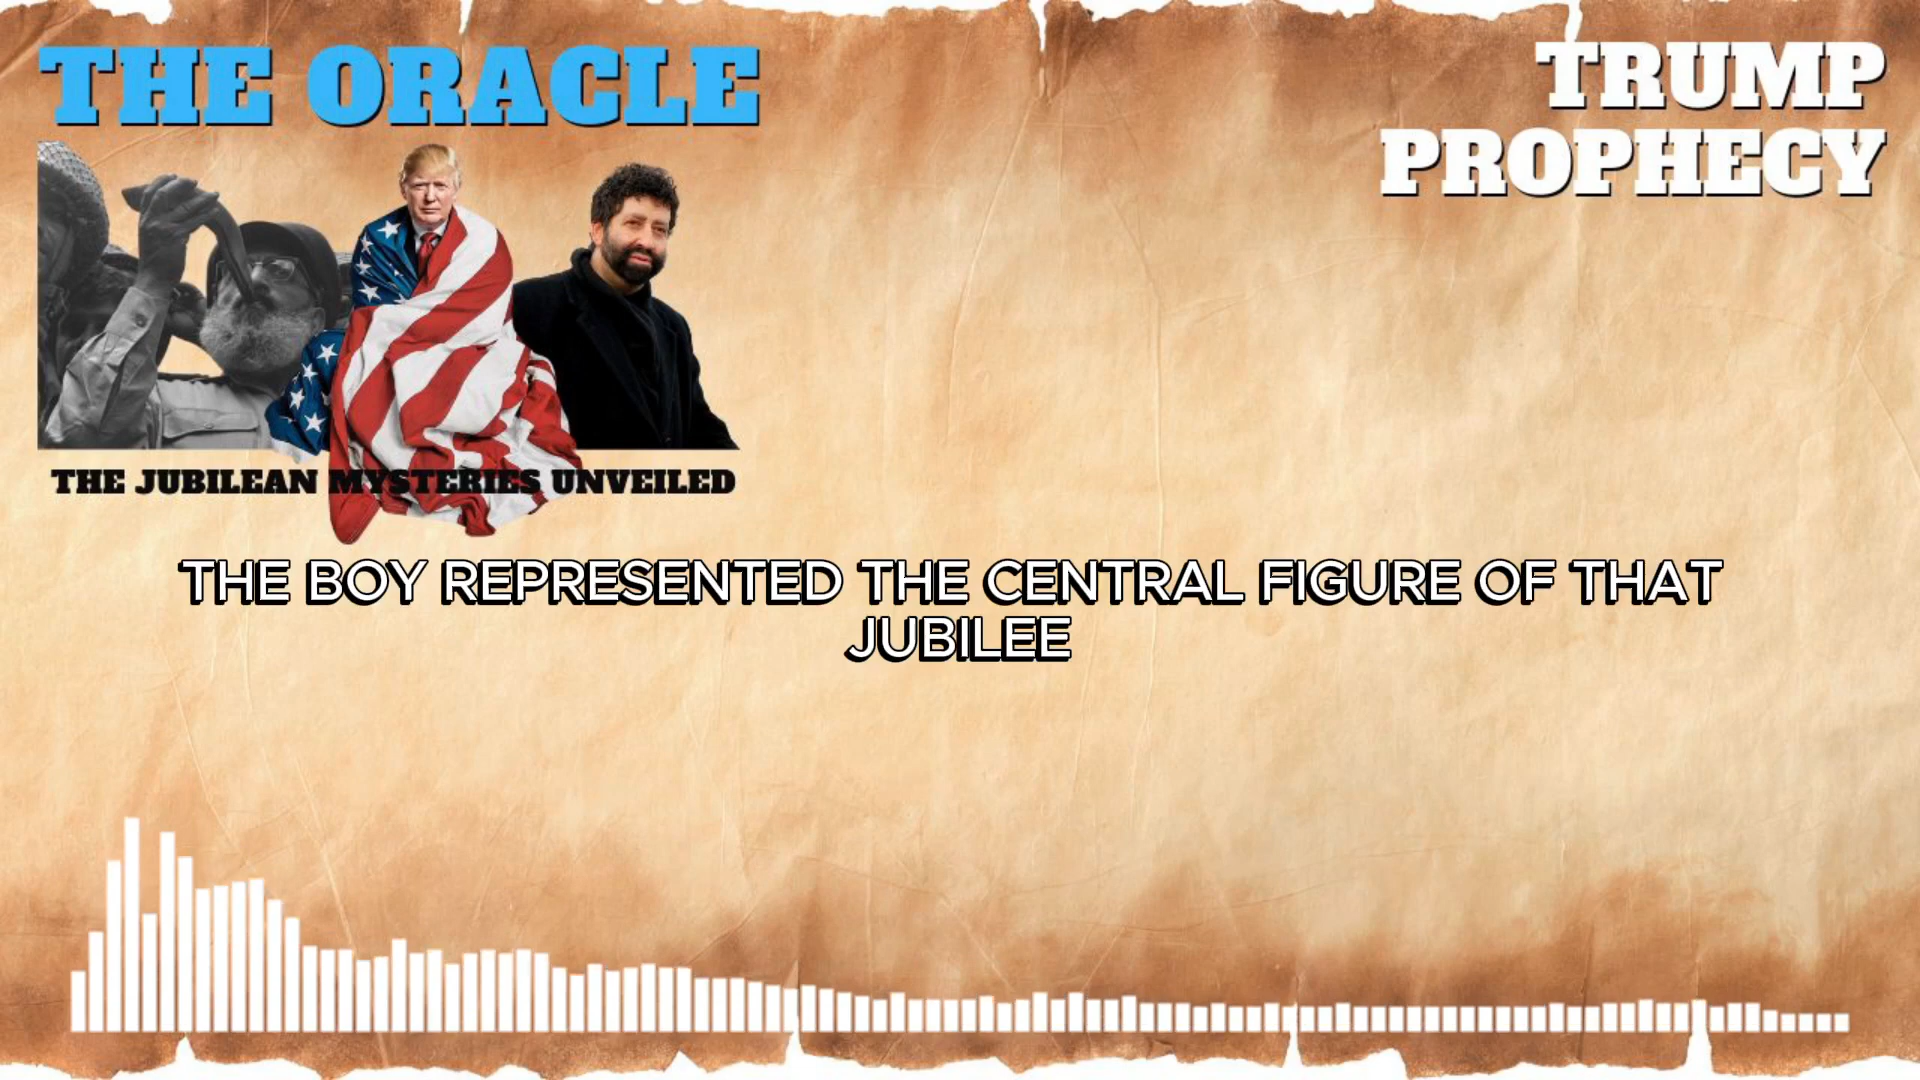 THE ORACLE
TRUMP
PROPHECY
THE JUBILEAN MYSTERIES UNVEILED
THE BOY REPRESENTED THE CENTRAL FIGURE OF THAT
JUBILEE